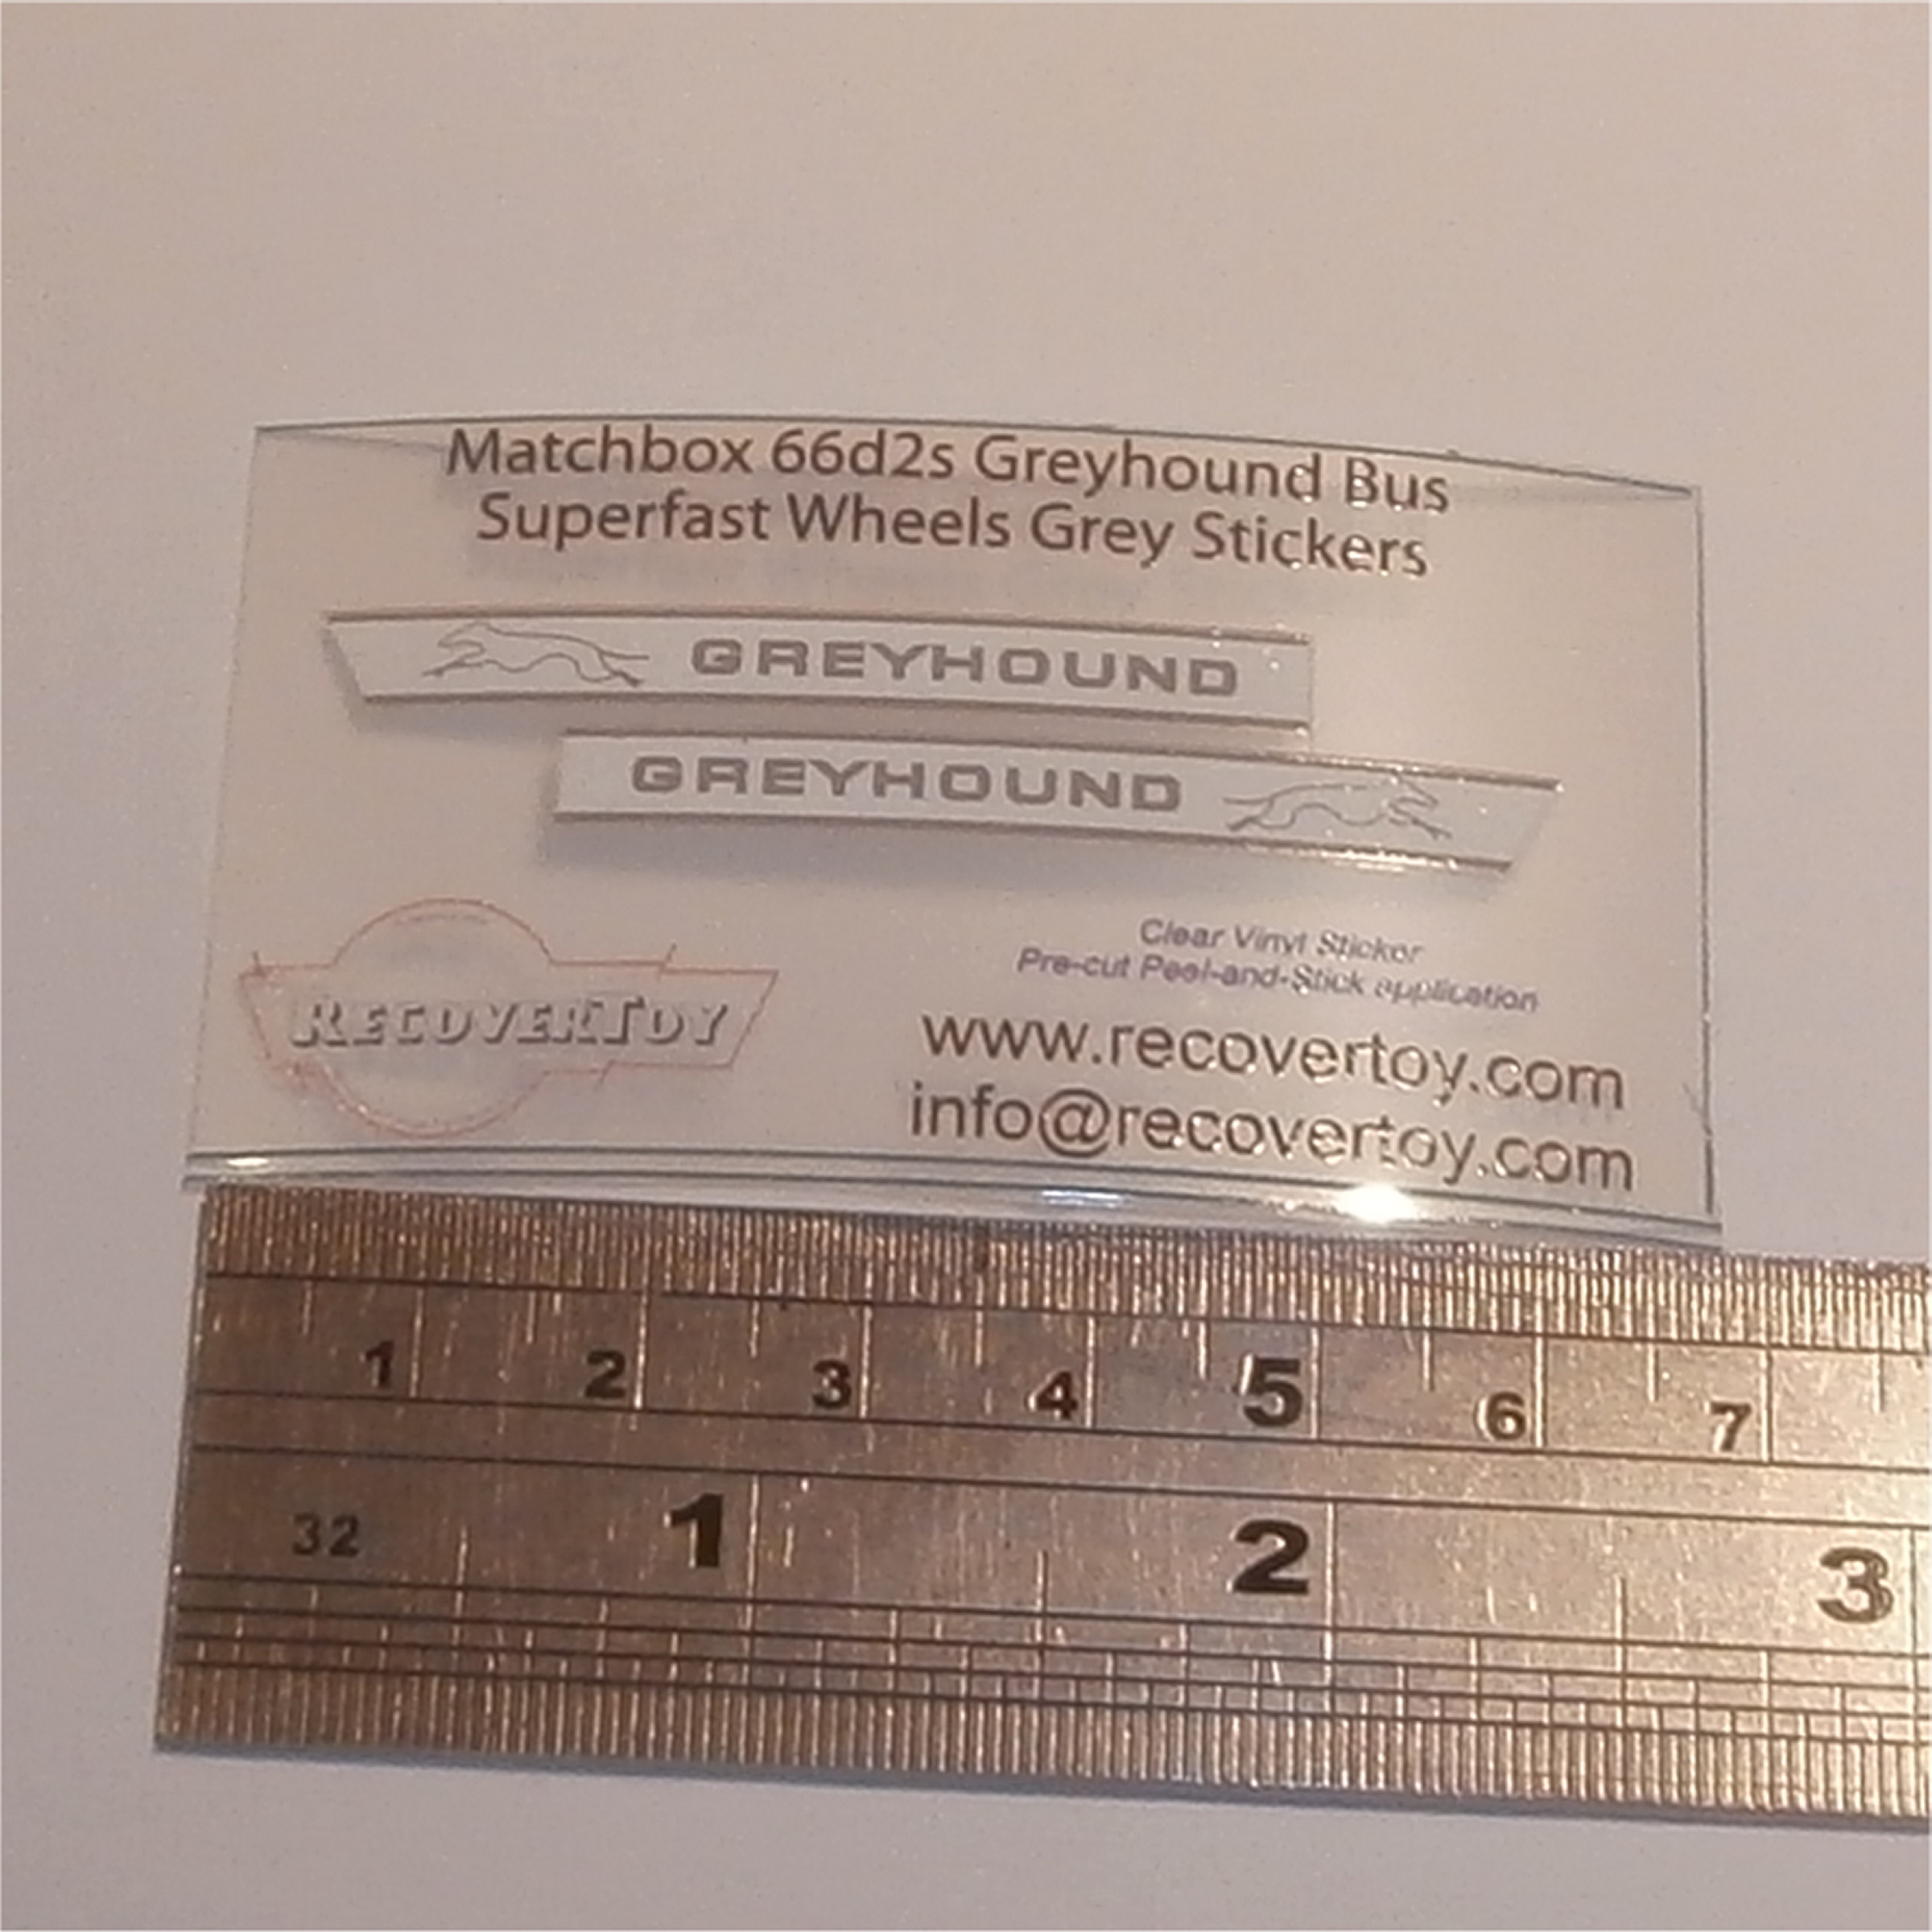 Matchbox 66d2s Greyhound Bus
Superfast Wheels Grey Stickers
GREYHOUND
GREYHOUND
RECOVERTOY
Clear Vinyl Sticker
Pre-cut Peel-and-Stick application
www.recovertoy.com
info@recovertoy.com
1 2 3 4 5 6 7
32 1 2 3